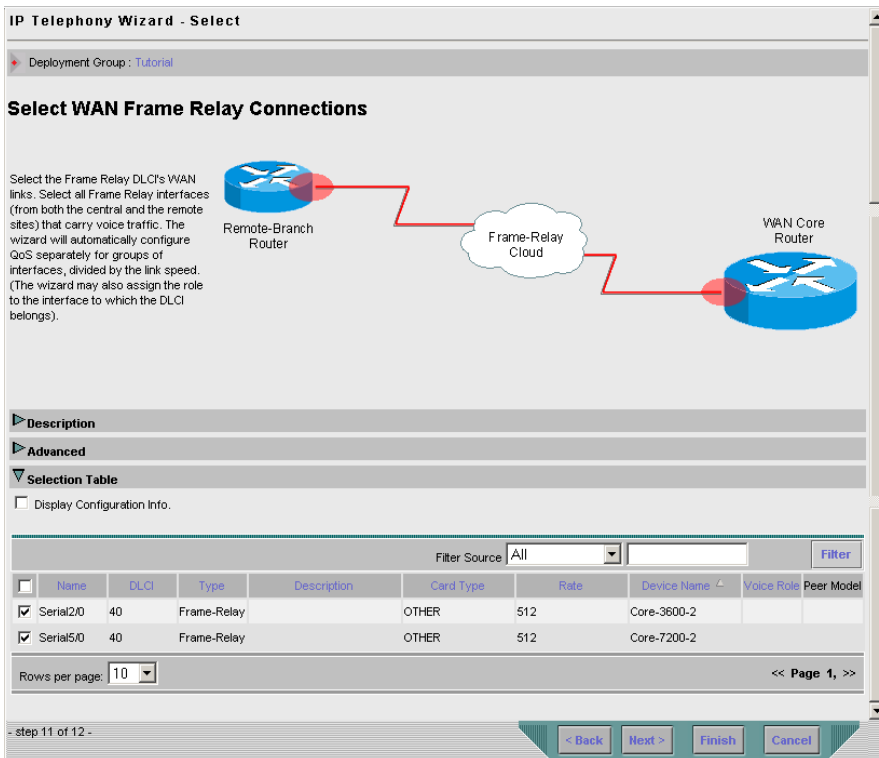 IP Telephony Wizard - Select
Deployment Group : Tutorial
Select WAN Frame Relay Connections
Select the Frame Relay DLCI's WAN
links. Select all Frame Relay interfaces
(from both the central and the remote
sites) that carry voice traffic. The
wizard will automatically configure
QoS separately for groups of
interfaces, divided by the link speed.
(The wizard may also assign the role
to the interface to which the DLCI
belongs).
Remote-Branch
Router
Frame-Relay
Cloud
WAN Core
Router
Description
Advanced
Selection Table
Display Configuration Info.
Filter Source All Filter
Name DLCI Type Description Card Type Rate Device Name Voice Role Peer Model
Serial2/0 40 Frame-Relay OTHER 512 Core-3600-2
Serial5/0 40 Frame-Relay OTHER 512 Core-7200-2
Rows per page: 10 << Page 1, >>
- step 11 of 12 - < Back Next > Finish Cancel